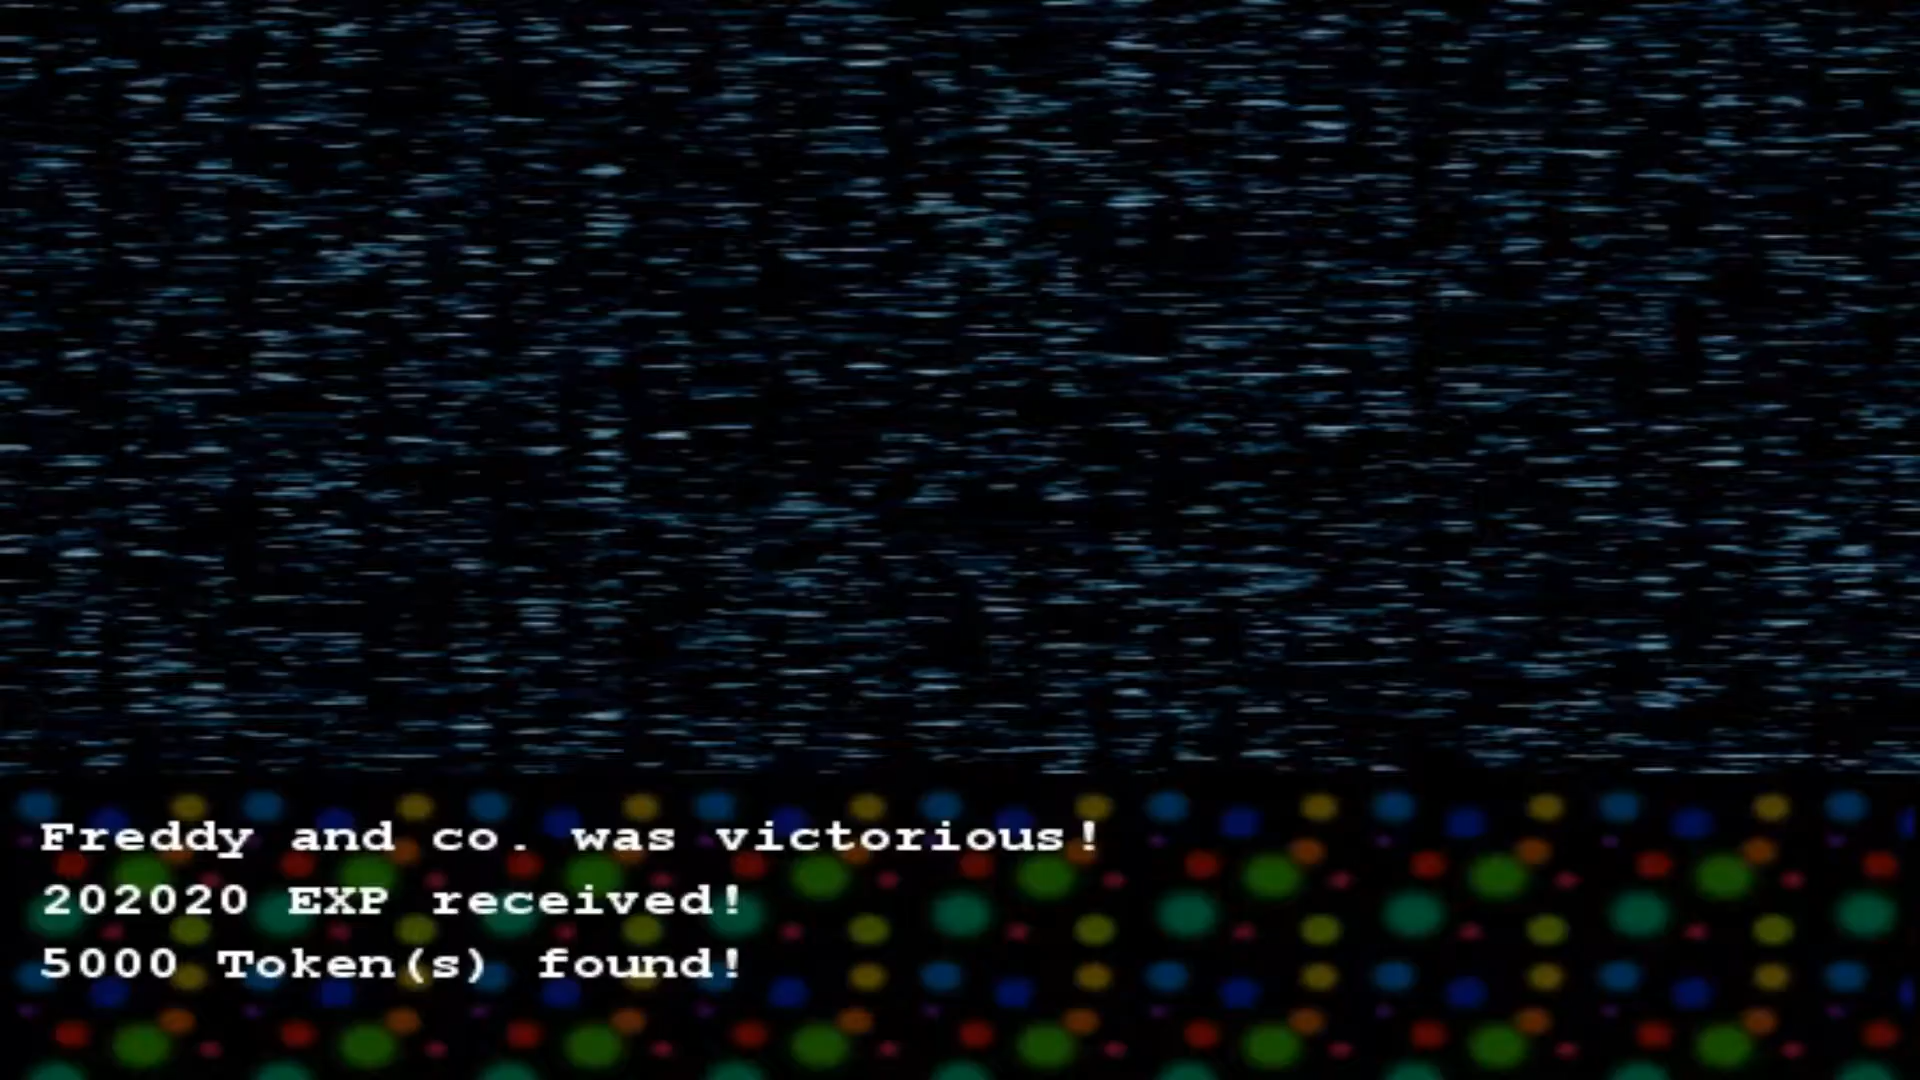 Freddy and co. was victorious!
202020 EXP received!
5000 Token(s) found!